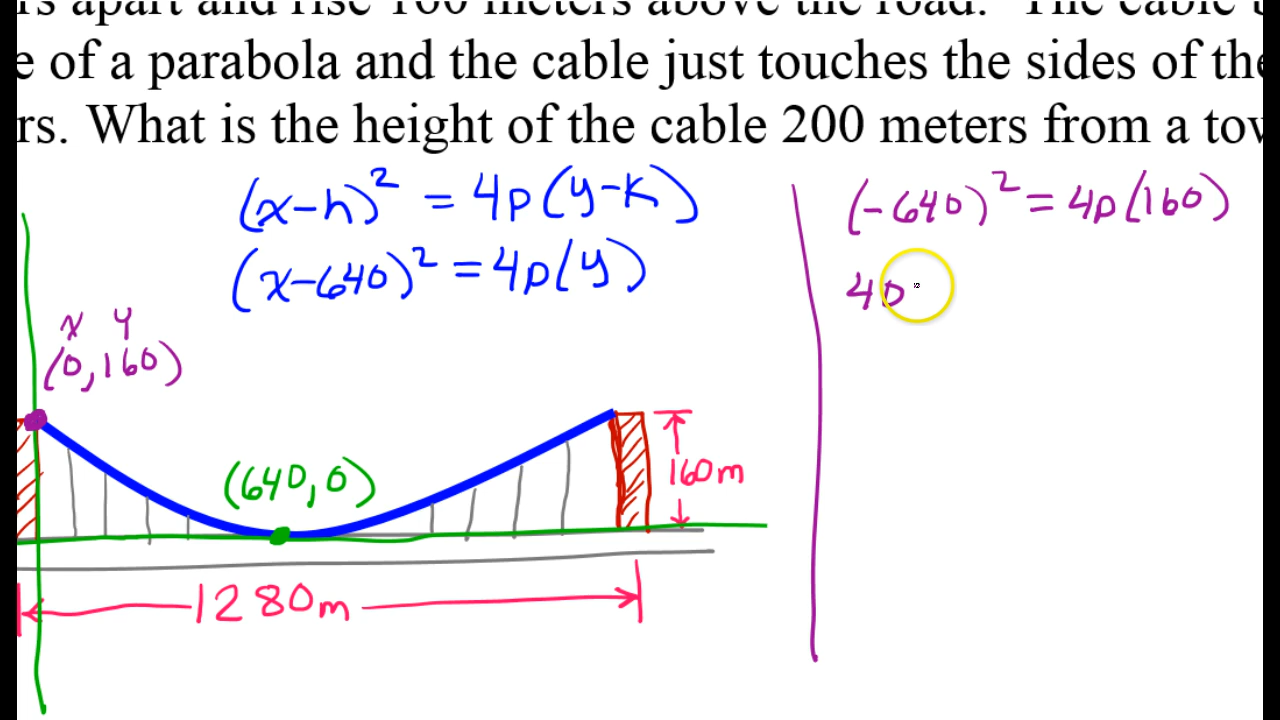 rs apart and rise 160 meters above the road. The cable
e of a parabola and the cable just touches the sides of the
rs. What is the height of the cable 200 meters from a tow
(x-h)² = 4p(y-k)
(x-640)² = 4p(y)
(-640)² = 4p(160)
4p
x y
(0,160)
(640,0)
160m
1280m